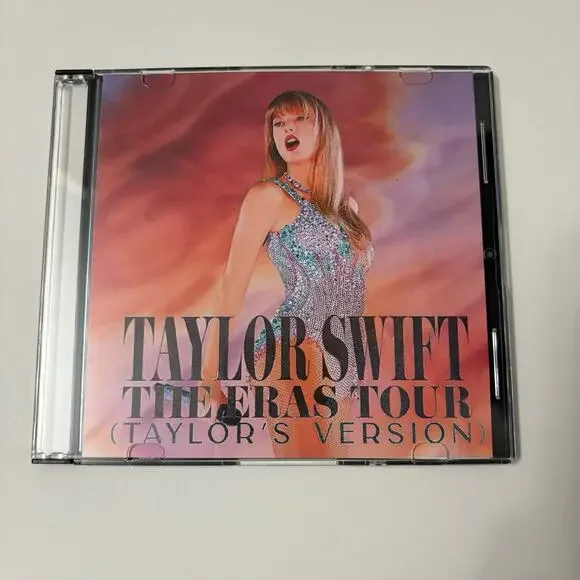 TAYLOR SWIFT
THE ERAS TOUR
(TAYLOR'S VERSION)